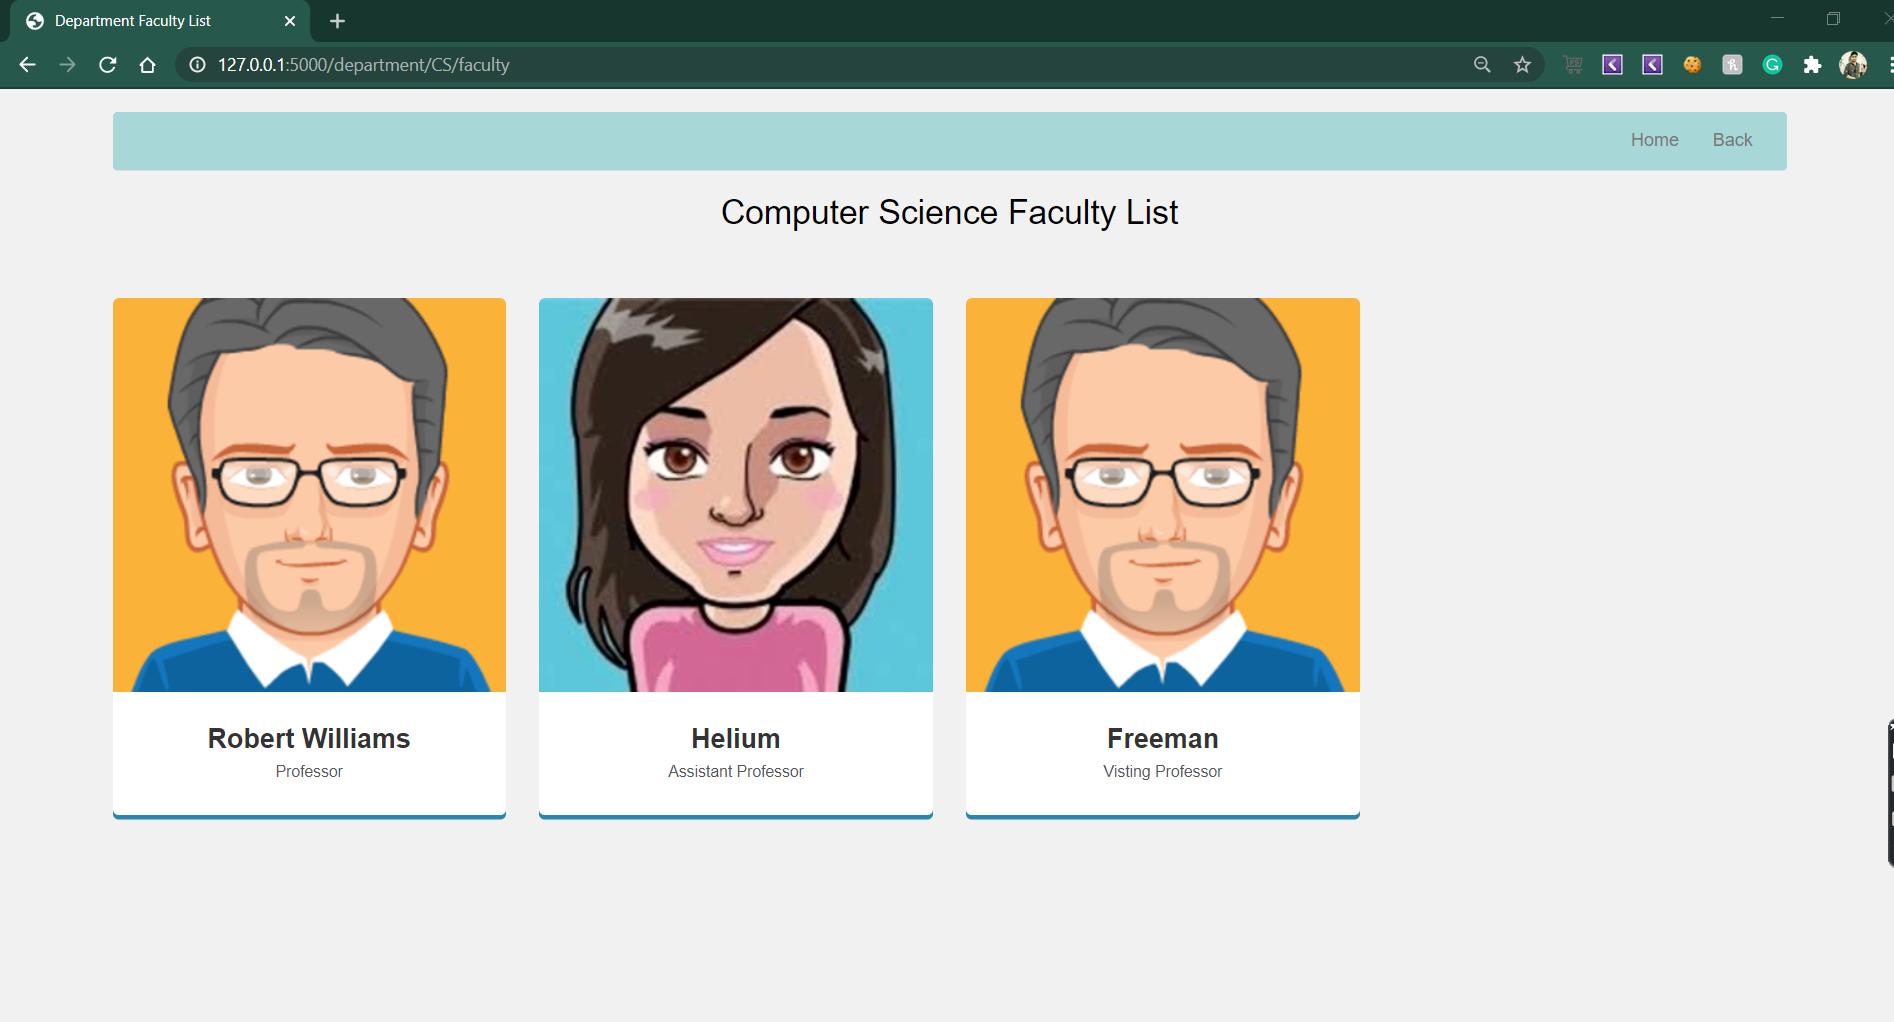 Department Faculty List
127.0.0.1:5000/department/CS/faculty
Home Back
Computer Science Faculty List
Robert Williams
Professor
Helium
Assistant Professor
Freeman
Visting Professor